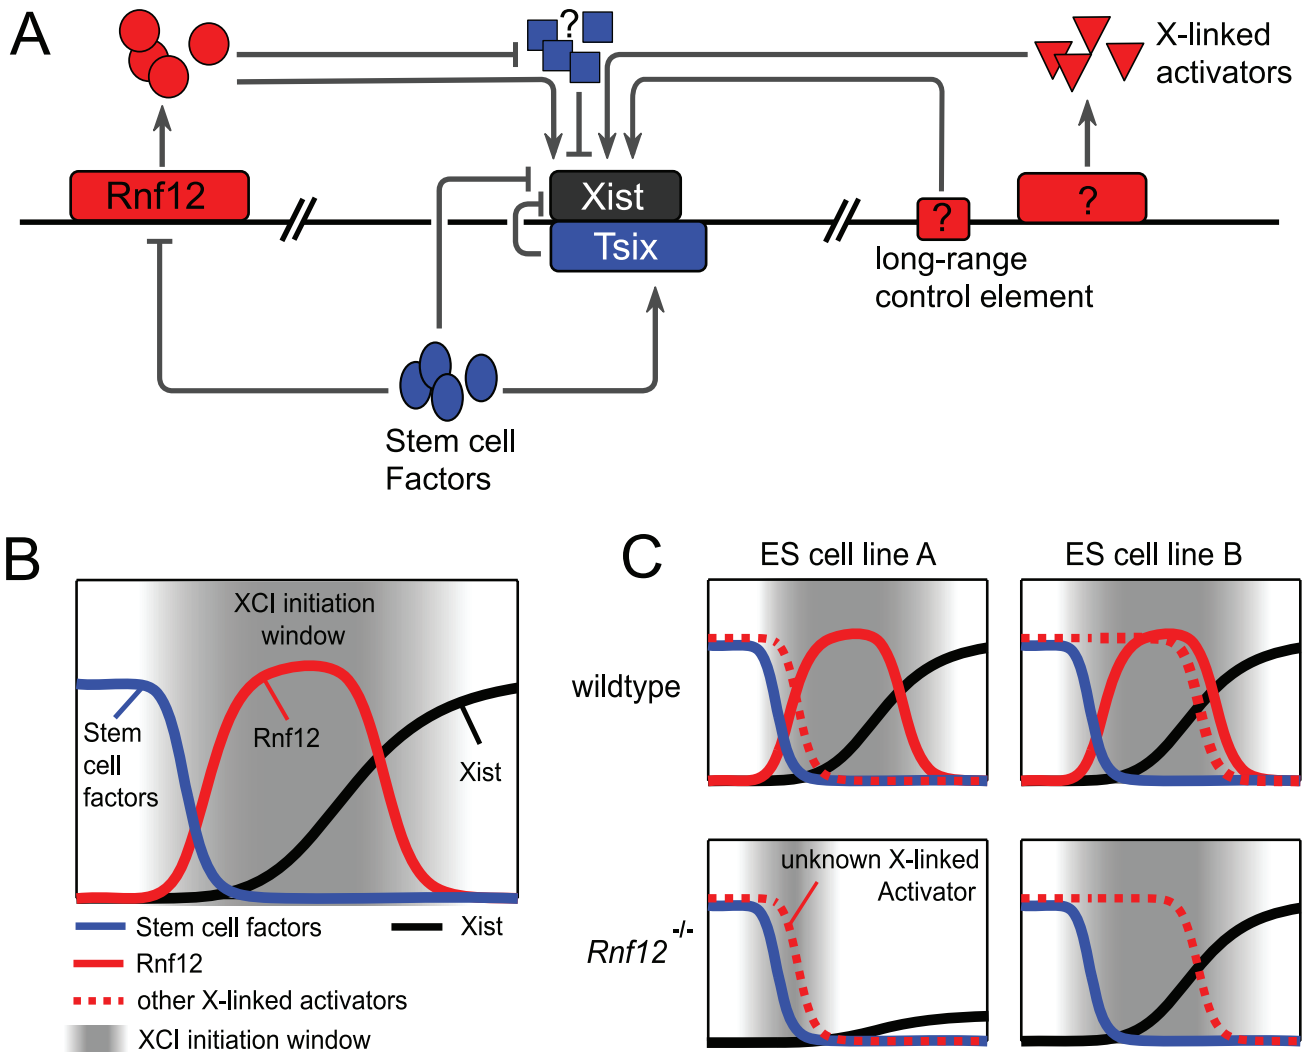 A
?
X-linked
activators
Rnf12
Xist
?
?
Tsix
long-range
control element
Stem cell
Factors
B
XCI initiation
window
Stem
cell
factors
Rnf12
Xist
Stem cell factors
Xist
Rnf12
other X-linked activators
XCI initiation window
C
ES cell line A
ES cell line B
wildtype
unknown X-linked
Activator
Rnf12 -/-